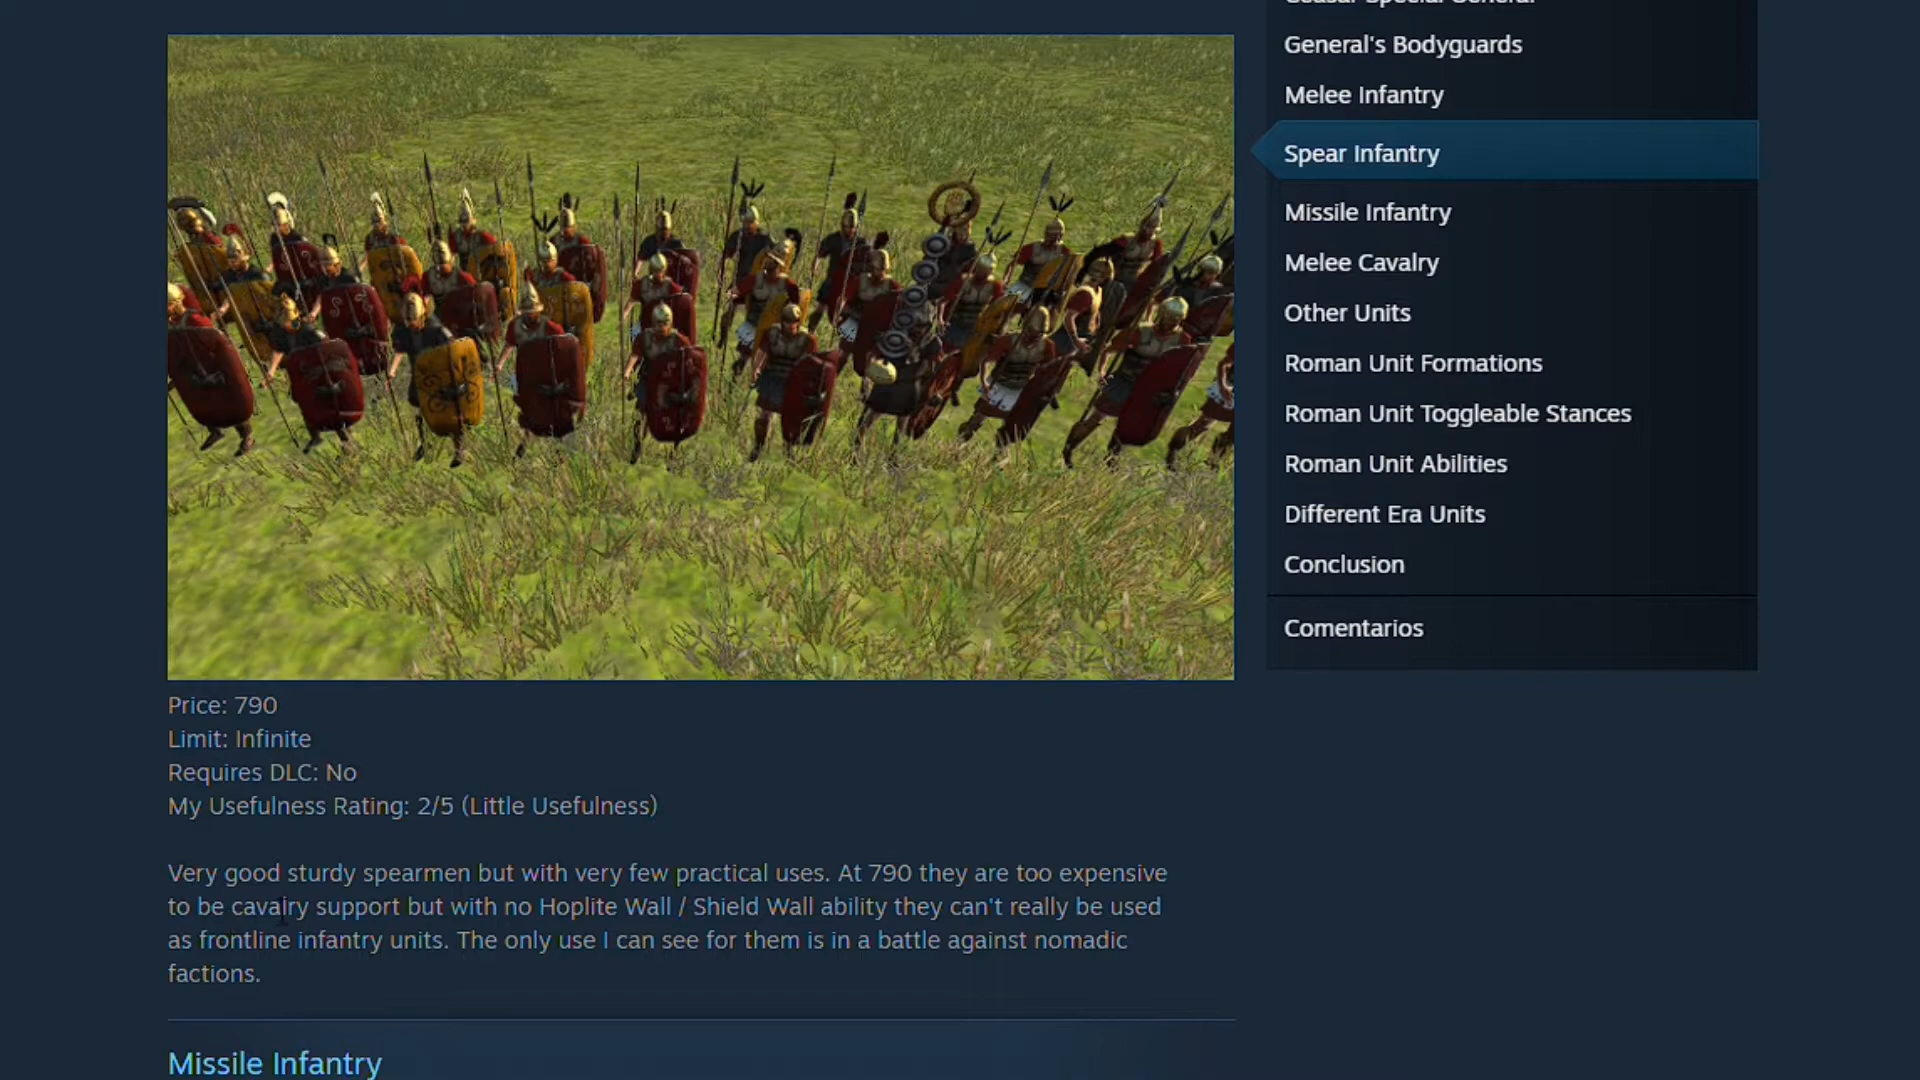 General's Bodyguards
Melee Infantry
Spear Infantry
Missile Infantry
Melee Cavalry
Other Units
Roman Unit Formations
Roman Unit Toggleable Stances
Roman Unit Abilities
Different Era Units
Conclusion
Comentarios
Price: 790
Limit: Infinite
Requires DLC: No
My Usefulness Rating: 2/5 (Little Usefulness)
Very good sturdy spearmen but with very few practical uses. At 790 they are too expensive
to be cavalry support but with no Hoplite Wall / Shield Wall ability they can't really be used
as frontline infantry units. The only use I can see for them is in a battle against nomadic
factions.
Missile Infantry